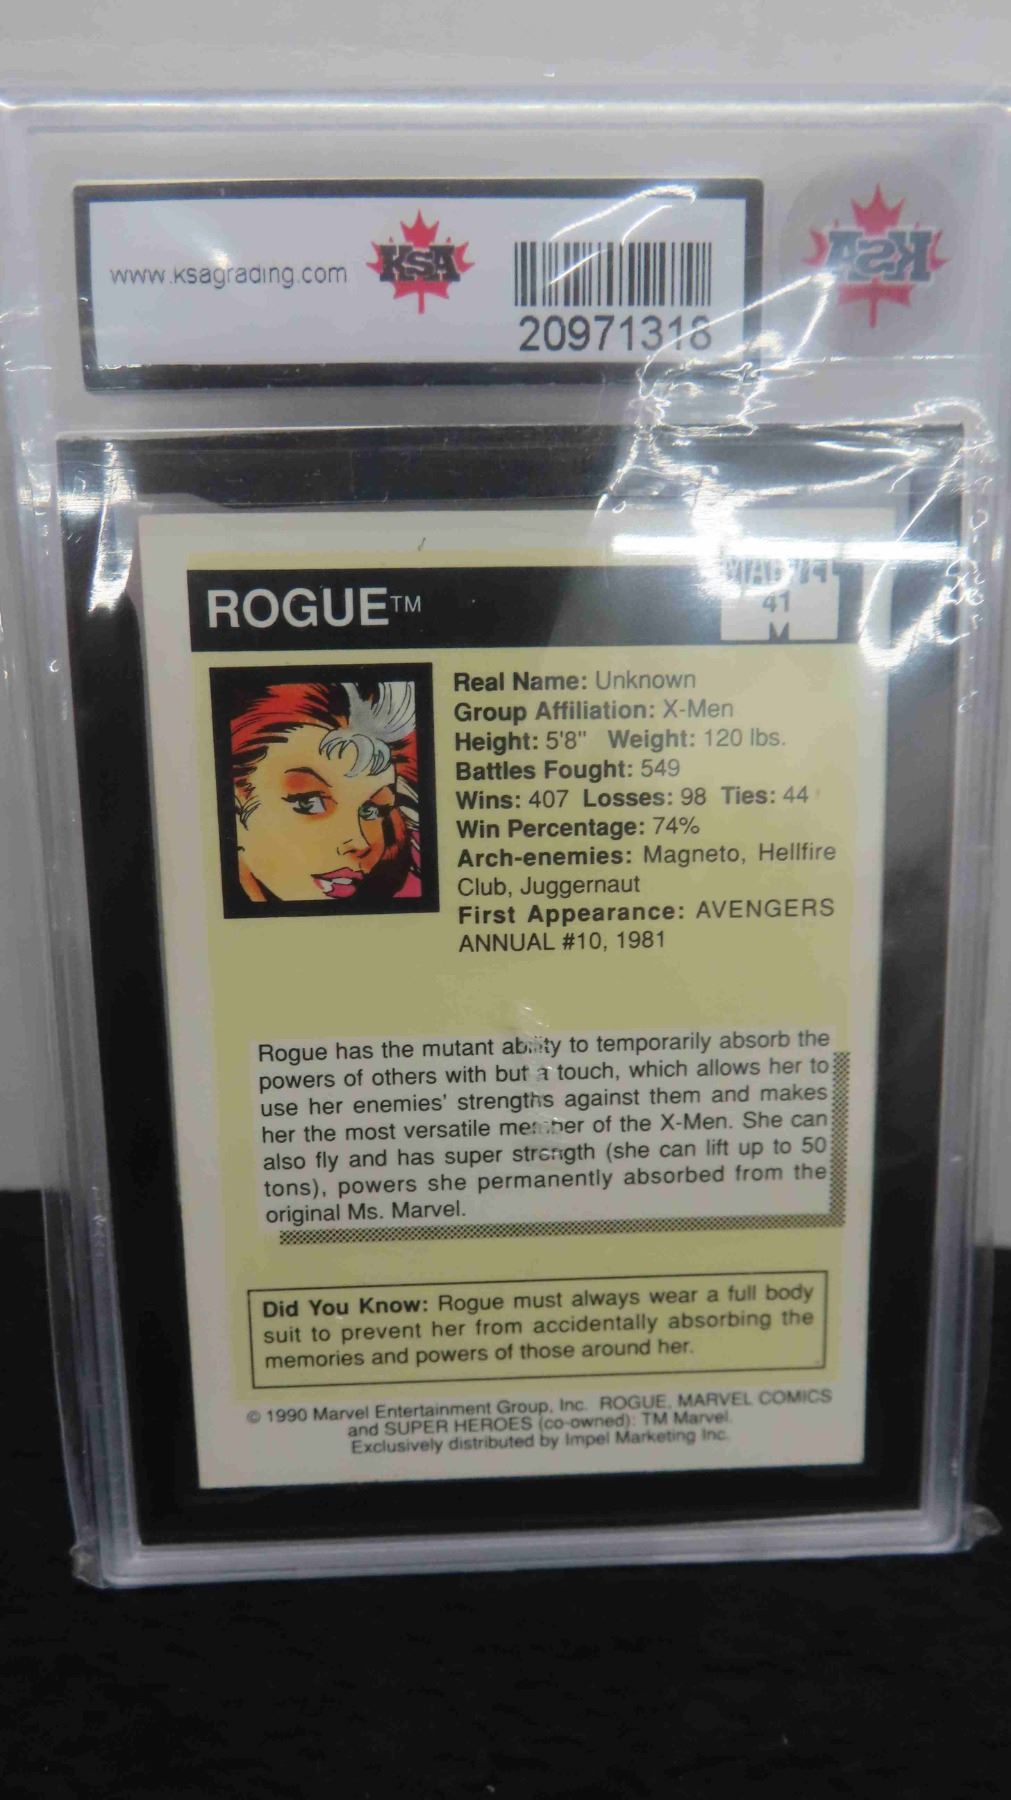 www.ksagrading.com
KSA
20971318
KSA
ROGUE™
MARVEL
41
M
Real Name: Unknown
Group Affiliation: X-Men
Height: 5'8" Weight: 120 lbs.
Battles Fought: 549
Wins: 407 Losses: 98 Ties: 44
Win Percentage: 74%
Arch-enemies: Magneto, Hellfire
Club, Juggernaut
First Appearance: AVENGERS
ANNUAL #10, 1981
Rogue has the mutant ability to temporarily absorb the
powers of others with but a touch, which allows her to
use her enemies' strengths against them and makes
her the most versatile member of the X-Men. She can
also fly and has super strength (she can lift up to 50
tons), powers she permanently absorbed from the
original Ms. Marvel.
Did You Know: Rogue must always wear a full body
suit to prevent her from accidentally absorbing the
memories and powers of those around her.
© 1990 Marvel Entertainment Group, Inc. ROGUE, MARVEL COMICS
and SUPER HEROES (co-owned): TM Marvel.
Exclusively distributed by Impel Marketing Inc.